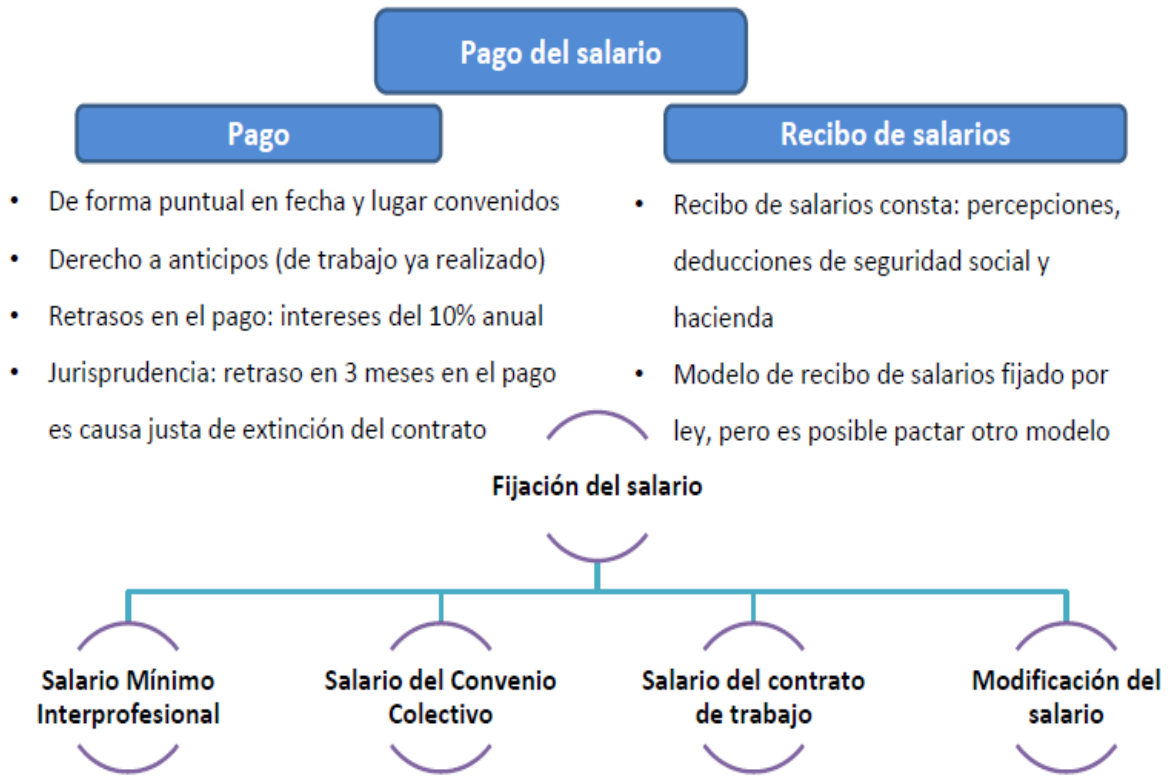 Pago del salario
Pago
• De forma puntual en fecha y lugar convenidos
• Derecho a anticipos (de trabajo ya realizado)
• Retrasos en el pago: intereses del 10% anual
• Jurisprudencia: retraso en 3 meses en el pago
es causa justa de extinción del contrato
Recibo de salarios
• Recibo de salarios consta: percepciones,
deducciones de seguridad social y
hacienda
• Modelo de recibo de salarios fijado por
ley, pero es posible pactar otro modelo
Fijación del salario
Salario Mínimo
Interprofesional
Salario del Convenio
Colectivo
Salario del contrato
de trabajo
Modificación del
salario